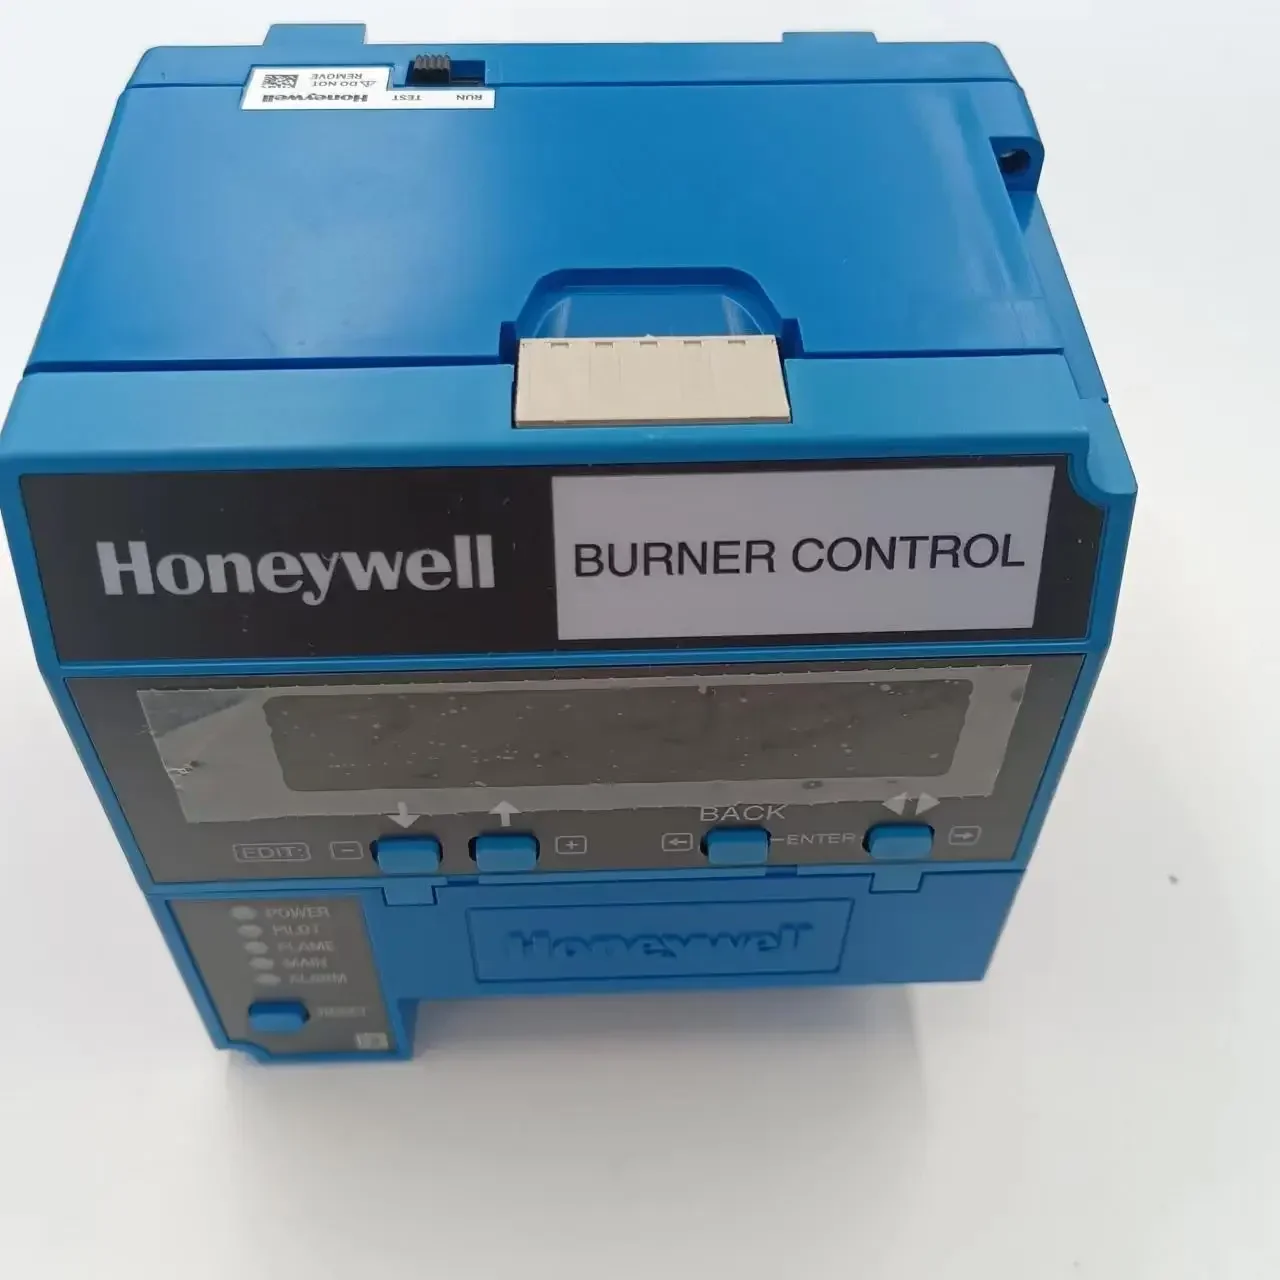 DO NOT
REMOVE
Honeywell
TEST
RUN
Honeywell
BURNER CONTROL
BACK
EDIT:
ENTER
POWER
PILOT
FLAME
MAIN
ALARM
RESET
Honeywell